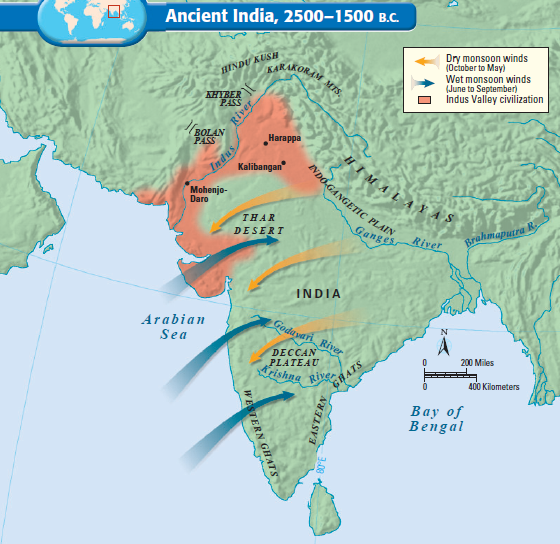 Ancient India, 2500–1500 B.C.
Dry monsoon winds
(October to May)
Wet monsoon winds
(June to September)
Indus Valley civilization
HINDU KUSH
KARAKORAM MTS.
KHYBER
PASS
BOLAN
PASS
Indus River
Harappa
Kalibangan
Mohenjo-
Daro
HIMALAYAS
INDO-GANGETIC PLAIN
THAR
DESERT
Ganges River
Brahmaputra R.
INDIA
Arabian
Sea
Godavari River
DECCAN
PLATEAU
Krishna River
WESTERN GHATS
EASTERN GHATS
N
0 200 Miles
0 400 Kilometers
Bay of
Bengal
80°E